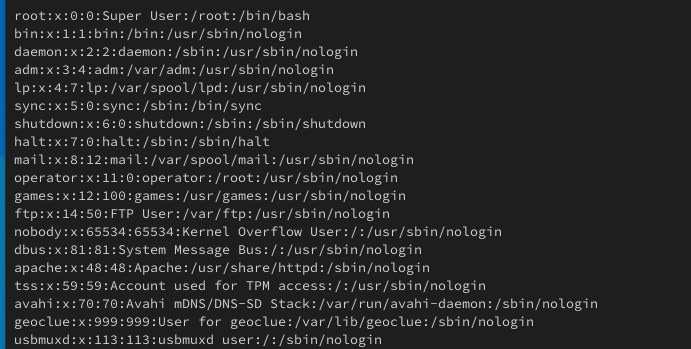 root:x:0:0:Super User:/root:/bin/bash
bin:x:1:1:bin:/bin:/usr/sbin/nologin
daemon:x:2:2:daemon:/sbin:/usr/sbin/nologin
adm:x:3:4:adm:/var/adm:/usr/sbin/nologin
lp:x:4:7:lp:/var/spool/lpd:/usr/sbin/nologin
sync:x:5:0:sync:/sbin:/bin/sync
shutdown:x:6:0:shutdown:/sbin:/sbin/shutdown
halt:x:7:0:halt:/sbin:/sbin/halt
mail:x:8:12:mail:/var/spool/mail:/usr/sbin/nologin
operator:x:11:0:operator:/root:/usr/sbin/nologin
games:x:12:100:games:/usr/games:/usr/sbin/nologin
ftp:x:14:50:FTP User:/var/ftp:/usr/sbin/nologin
nobody:x:65534:65534:Kernel Overflow User:/:/usr/sbin/nologin
dbus:x:81:81:System Message Bus:/:/usr/sbin/nologin
apache:x:48:48:Apache:/usr/share/httpd:/sbin/nologin
tss:x:59:59:Account used for TPM access:/:/usr/sbin/nologin
avahi:x:70:70:Avahi mDNS/DNS-SD Stack:/var/run/avahi-daemon:/sbin/nologin
geoclue:x:999:999:User for geoclue:/var/lib/geoclue:/sbin/nologin
usbmuxd:x:113:113:usbmuxd user:/:/sbin/nologin